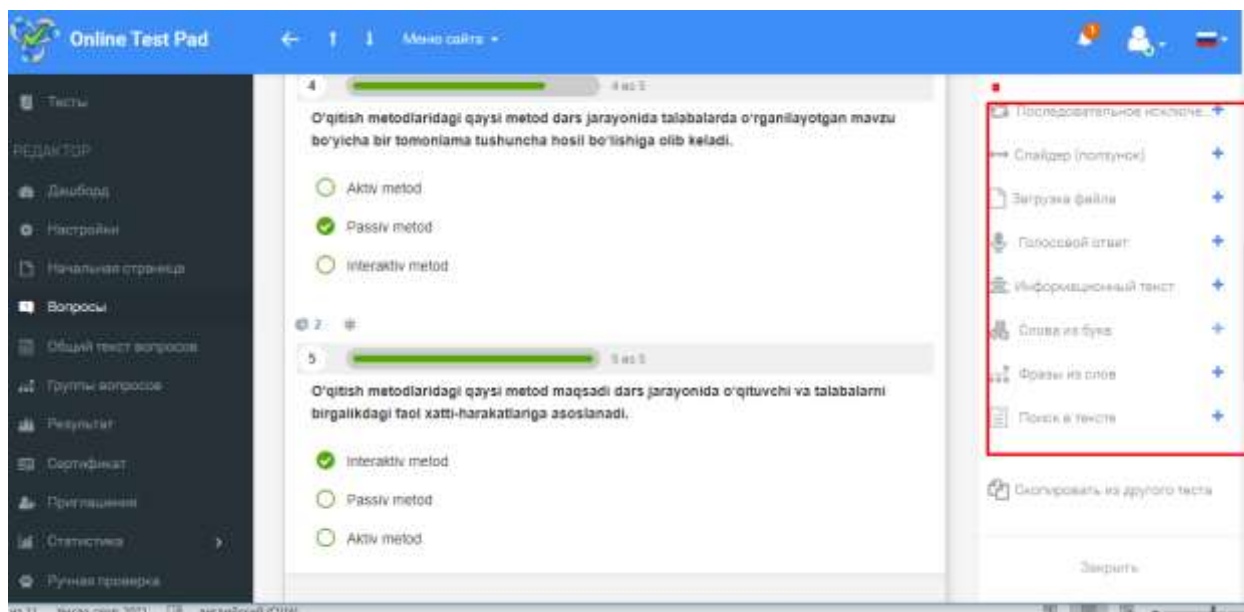 Online Test Pad
Меню сайта
Тесты
РЕДАКТОР
Дашборд
Настройки
Начальная страница
Вопросы
Общий текст вопросов
Группы вопросов
Результат
Сертификат
Приглашения
Статистика
Ручная проверка
4
4 из 5
O'qitish metodlaridagi qaysi metod dars jarayonida talabalarda o'rganilayotgan mavzu
bo'yicha bir tomonlama tushuncha hosil bo'lishiga olib keladi.
Aktiv metod
Passiv metod
Interaktiv metod
2
5
5 из 5
O'qitish metodlaridagi qaysi metod maqsadi dars jarayonida o'qituvchi va talabalarni
birgalikdagi faol xatti-harakatlariga asoslanadi.
Interaktiv metod
Passiv metod
Aktiv metod
Последовательное исключе...
Слайдер (ползунок)
Загрузка файла
Голосовой ответ
Информационный текст
Слова из букв
Фразы из слов
Поиск в тексте
Скопировать из другого теста
Закрыть